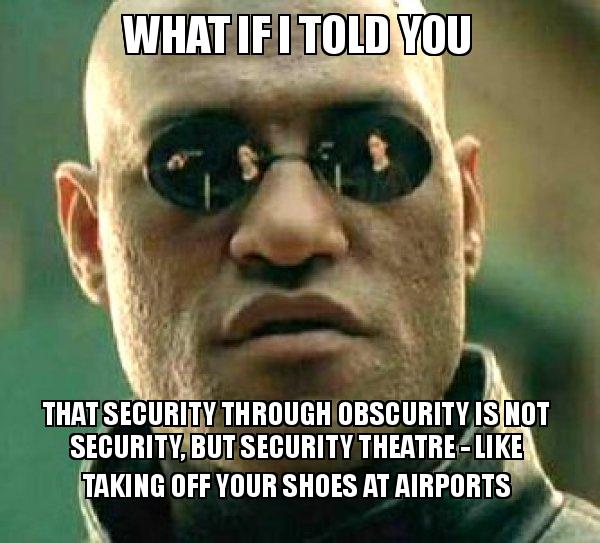 WHAT IF I TOLD YOU
THAT SECURITY THROUGH OBSCURITY IS NOT
SECURITY, BUT SECURITY THEATRE - LIKE
TAKING OFF YOUR SHOES AT AIRPORTS